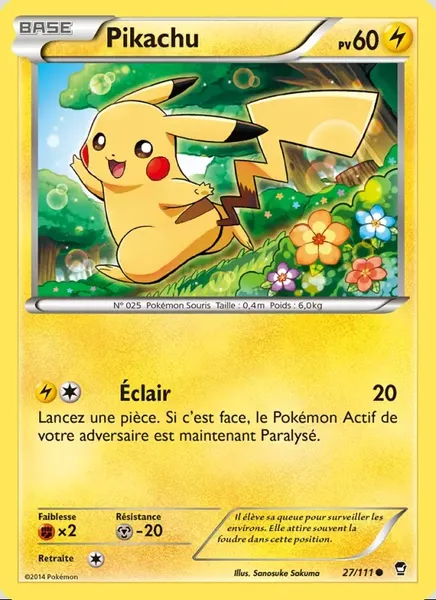 BASE Pikachu PV60
N° 025 Pokémon Souris Taille : 0,4m Poids : 6,0kg
Éclair 20
Lancez une pièce. Si c'est face, le Pokémon Actif de
votre adversaire est maintenant Paralysé.
Faiblesse Résistance
×2 -20
Retraite
Il élève sa queue pour surveiller les
environs. Elle attire souvent la
foudre dans cette position.
©2014 Pokémon Illus. Sanosuke Sakuma 27/111